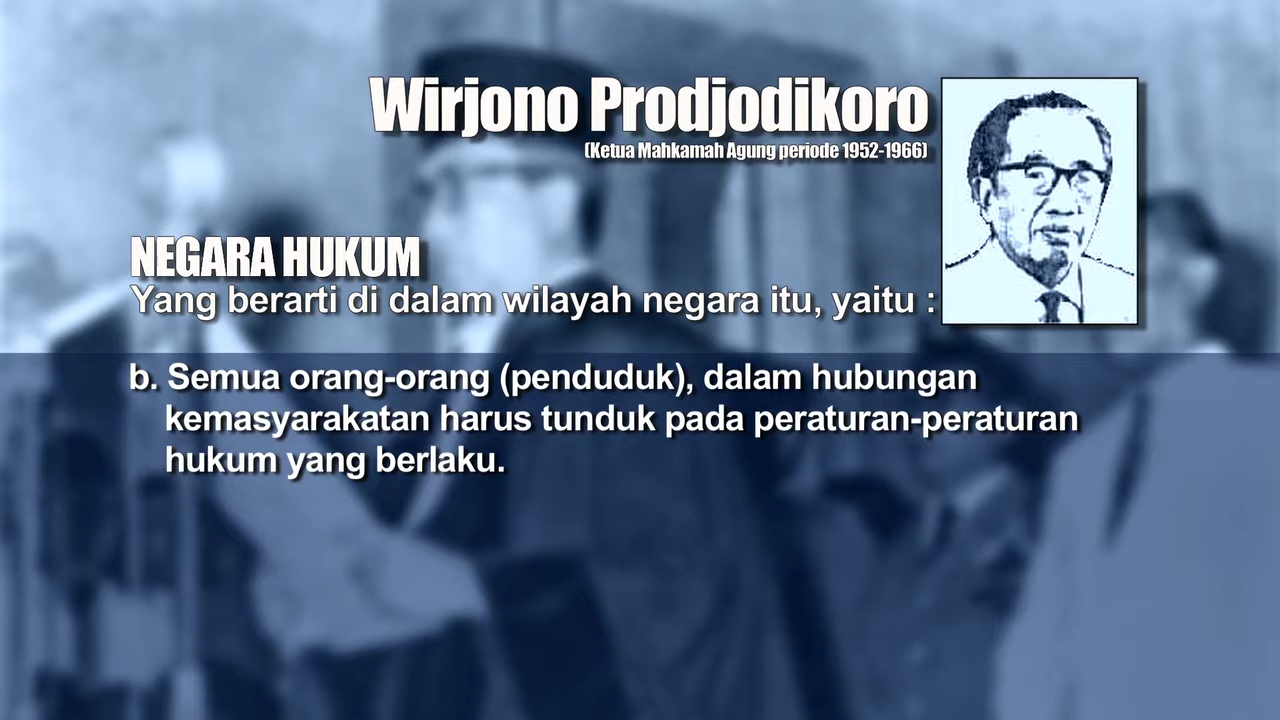 Wirjono Prodjodikoro
(Ketua Mahkamah Agung periode 1952-1966)
NEGARA HUKUM
Yang berarti di dalam wilayah negara itu, yaitu :
b. Semua orang-orang (penduduk), dalam hubungan
kemasyarakatan harus tunduk pada peraturan-peraturan
hukum yang berlaku.